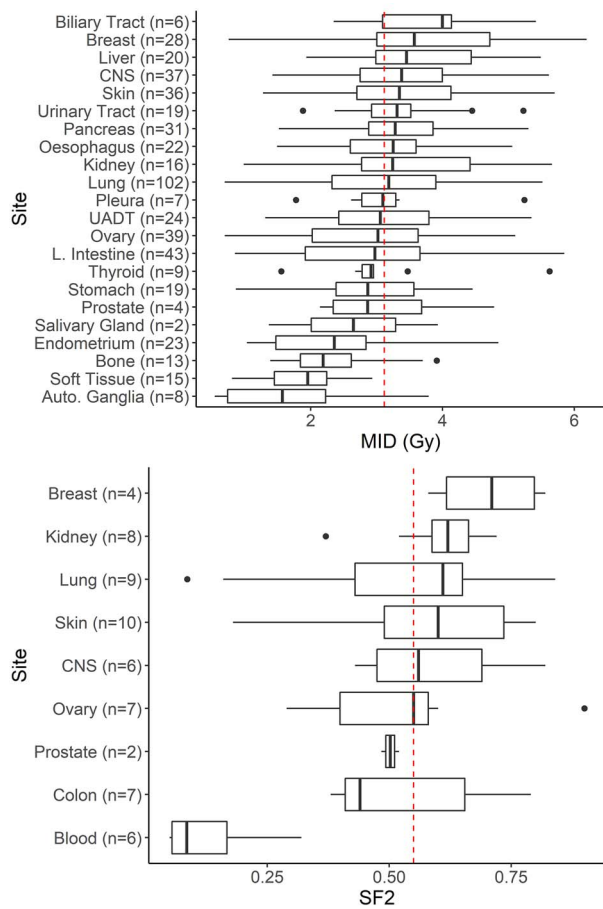 Site
Biliary Tract (n=6)
Breast (n=28)
Liver (n=20)
CNS (n=37)
Skin (n=36)
Urinary Tract (n=19)
Pancreas (n=31)
Oesophagus (n=22)
Kidney (n=16)
Lung (n=102)
Pleura (n=7)
UADT (n=24)
Ovary (n=39)
L. Intestine (n=43)
Thyroid (n=9)
Stomach (n=19)
Prostate (n=4)
Salivary Gland (n=2)
Endometrium (n=23)
Bone (n=13)
Soft Tissue (n=15)
Auto. Ganglia (n=8)
2 4 6
MID (Gy)
Site
Breast (n=4)
Kidney (n=8)
Lung (n=9)
Skin (n=10)
CNS (n=6)
Ovary (n=7)
Prostate (n=2)
Colon (n=7)
Blood (n=6)
0.25 0.50 0.75
SF2